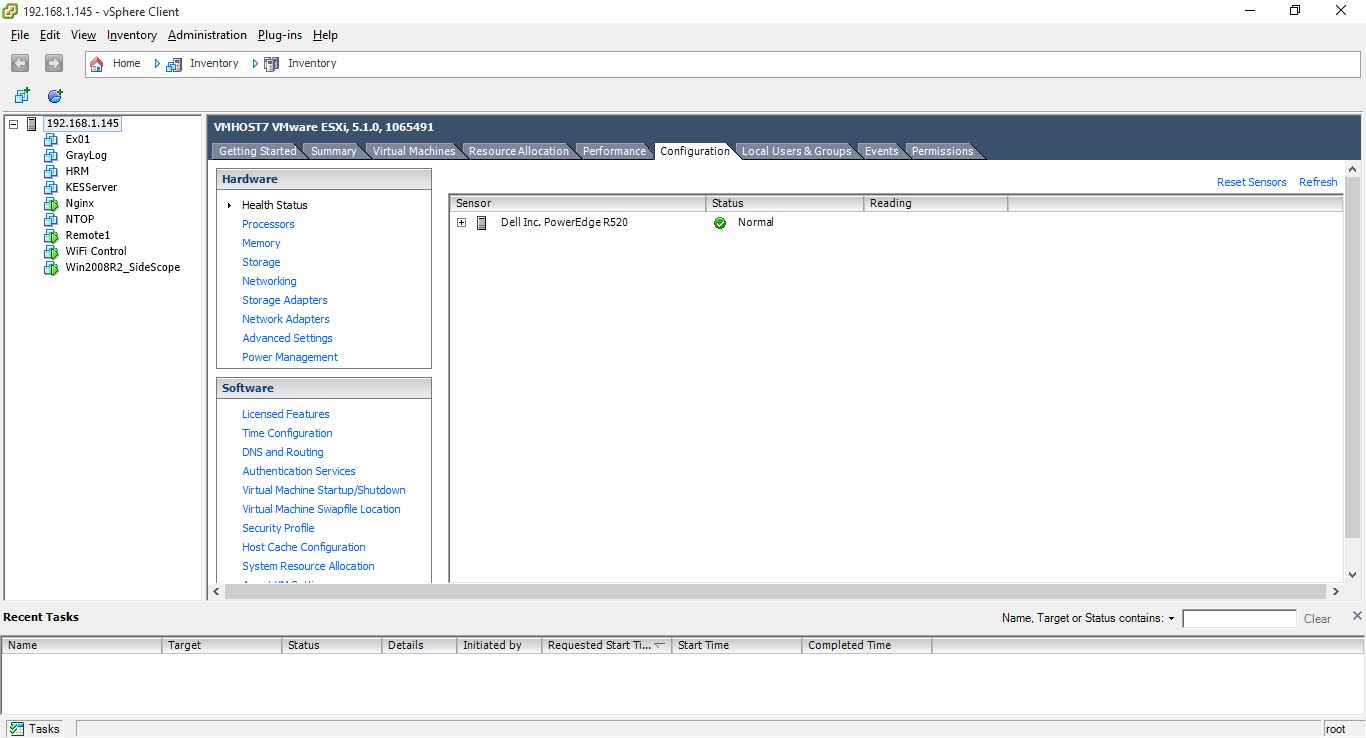 192.168.1.145 - vSphere Client
File Edit View Inventory Administration Plug-ins Help
Home Inventory Inventory
192.168.1.145
Ex01
GrayLog
HRM
KESServer
Nginx
NTOP
Remote1
WiFi Control
Win2008R2_SideScope
VMHOST7 VMware ESXi, 5.1.0, 1065491
Getting Started Summary Virtual Machines Resource Allocation Performance Configuration Local Users & Groups Events Permissions
Hardware
Health Status
Processors
Memory
Storage
Networking
Storage Adapters
Network Adapters
Advanced Settings
Power Management
Software
Licensed Features
Time Configuration
DNS and Routing
Authentication Services
Virtual Machine Startup/Shutdown
Virtual Machine Swapfile Location
Security Profile
Host Cache Configuration
System Resource Allocation
Reset Sensors Refresh
Sensor Status Reading
Dell Inc. PowerEdge R520 Normal
Recent Tasks
Name, Target or Status contains: Clear
Name Target Status Details Initiated by Requested Start Ti... Start Time Completed Time
Tasks
root